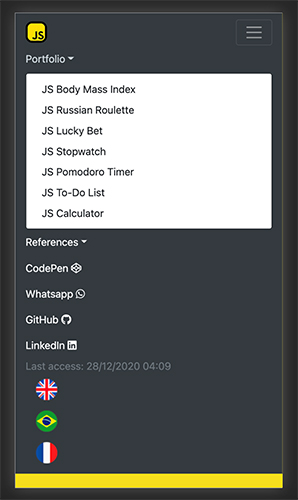 JS
Portfolio
JS Body Mass Index
JS Russian Roulette
JS Lucky Bet
JS Stopwatch
JS Pomodoro Timer
JS To-Do List
JS Calculator
References
CodePen
Whatsapp
GitHub
LinkedIn
Last access: 28/12/2020 04:09